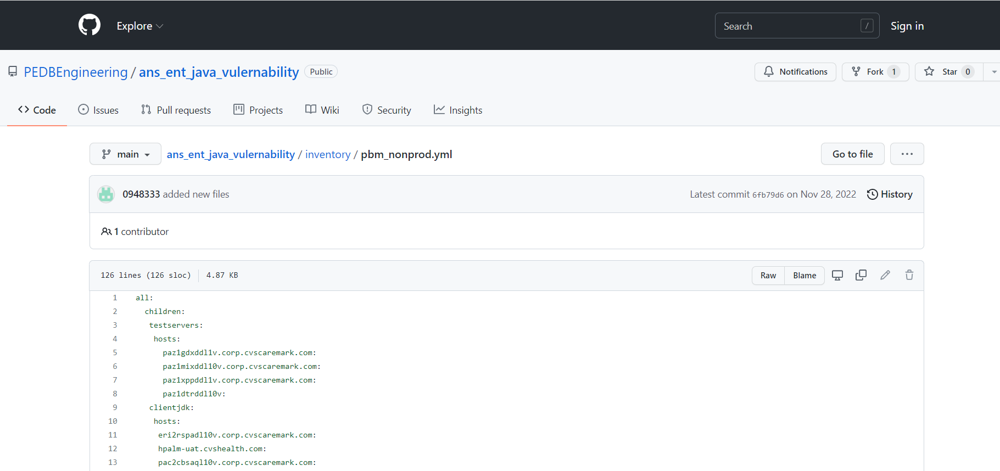 Explore Search / Sign in
PEDBEngineering / ans_ent_java_vulernability Public Notifications Fork 1 Star 0
Code Issues Pull requests Projects Wiki Security Insights
main ans_ent_java_vulernability / inventory / pbm_nonprod.yml Go to file ...
0948333 added new files Latest commit 6fb79d6 on Nov 28, 2022 History
1 contributor
126 lines (126 sloc) 4.87 KB Raw Blame
1 all:
2 children:
3 testservers:
4 hosts:
5 paz1gdxddl1v.corp.cvscaremark.com:
6 paz1mixddl10v.corp.cvscaremark.com:
7 paz1xppddl1v.corp.cvscaremark.com:
8 paz1dtrddl10v:
9 clientjdk:
10 hosts:
11 eri2rspadl10v.corp.cvscaremark.com:
12 hpalm-uat.cvshealth.com:
13 pac2cbsaql10v.corp.cvscaremark.com: